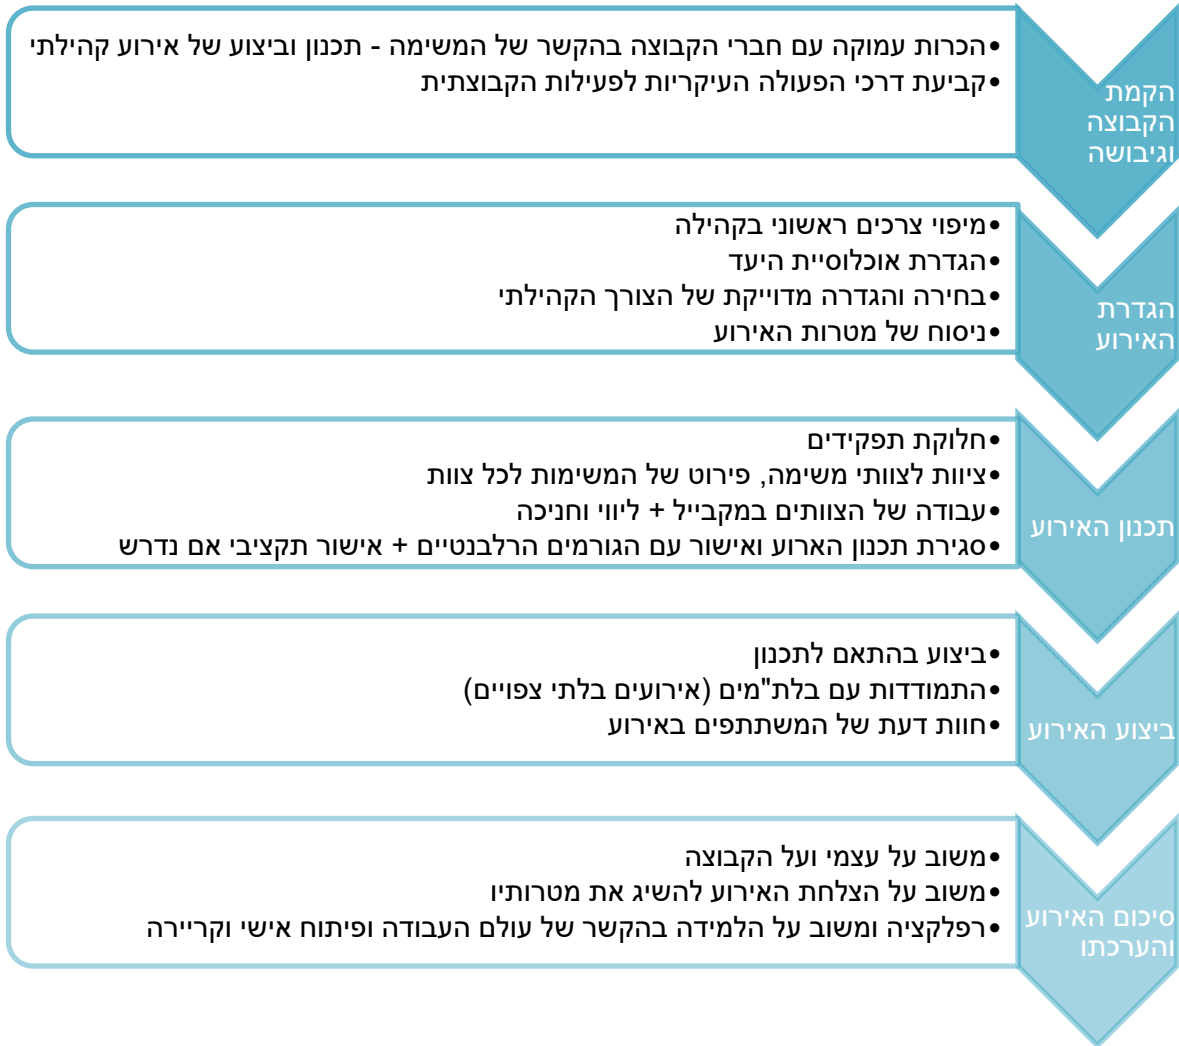 הקמת
הקבוצה
וגיבושה
•הכרות עמוקה עם חברי הקבוצה בהקשר של המשימה - תכנון וביצוע של אירוע קהילתי
•קביעת דרכי הפעולה העיקריות לפעילות הקבוצתית
הגדרת
האירוע
•מיפוי צרכים ראשוני בקהילה
•הגדרת אוכלוסיית היעד
•בחירה והגדרה מדוייקת של הצורך הקהילתי
•ניסוח של מטרות האירוע
תכנון האירוע
•חלוקת תפקידים
•ציוות לצוותי משימה, פירוט של המשימות לכל צוות
•עבודה של הצוותים במקבייל + ליווי וחניכה
•סגירת תכנון הארוע ואישור עם הגורמים הרלבנטיים + אישור תקציבי אם נדרש
ביצוע האירוע
•ביצוע בהתאם לתכנון
•התמודדות עם בלת"מים (אירועים בלתי צפויים)
•חוות דעת של המשתתפים באירוע
סיכום האירוע
והערכתו
•משוב על עצמי ועל הקבוצה
•משוב על הצלחת האירוע להשיג את מטרותיו
•רפלקציה ומשוב על הלמידה בהקשר של עולם העבודה ופיתוח אישי וקריירה